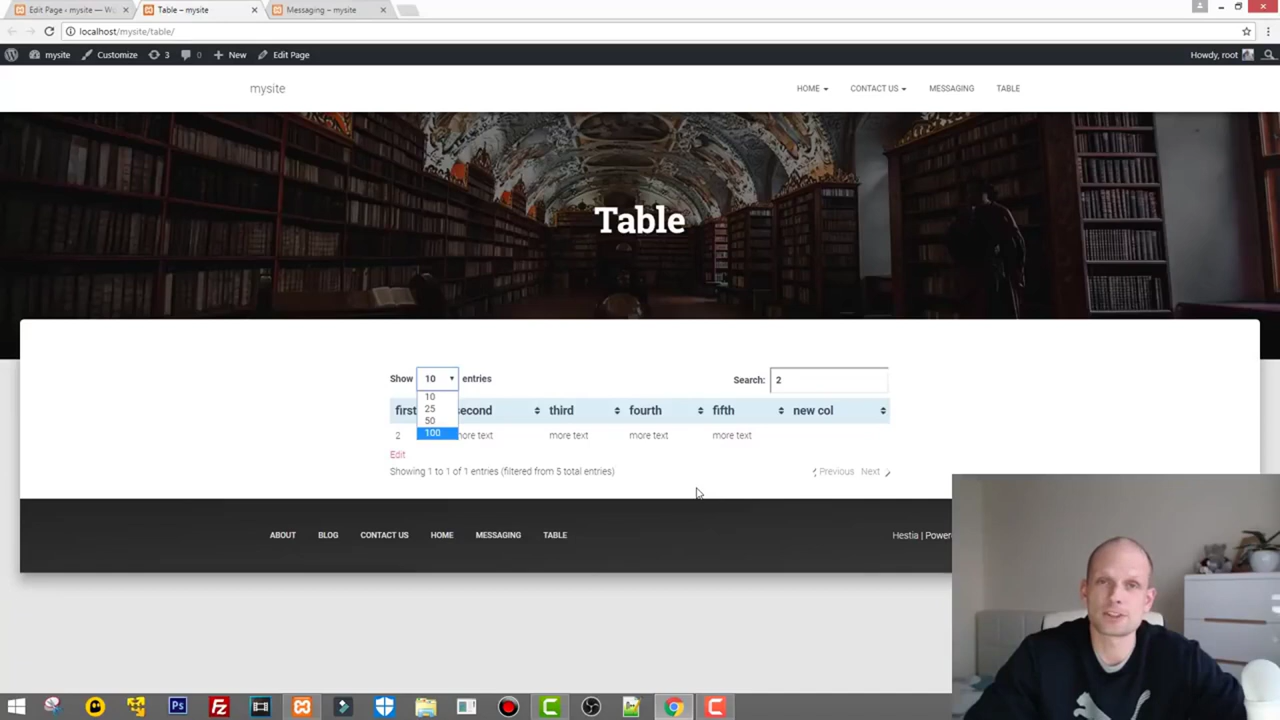 Edit Page ‹ mysite — W
Table – mysite
Messaging – mysite
localhost/mysite/table/
mysite
Customize
3
0
New
Edit Page
Howdy, root
mysite
HOME
CONTACT US
MESSAGING
TABLE
Table
Show 10 entries
Search: 2
10
25
50
100
first second third fourth fifth new col
2 more text more text more text more text
Edit
Showing 1 to 1 of 1 entries (filtered from 5 total entries)
Previous Next
ABOUT BLOG CONTACT US HOME MESSAGING TABLE
Hestia | Powere
Ps
Fz